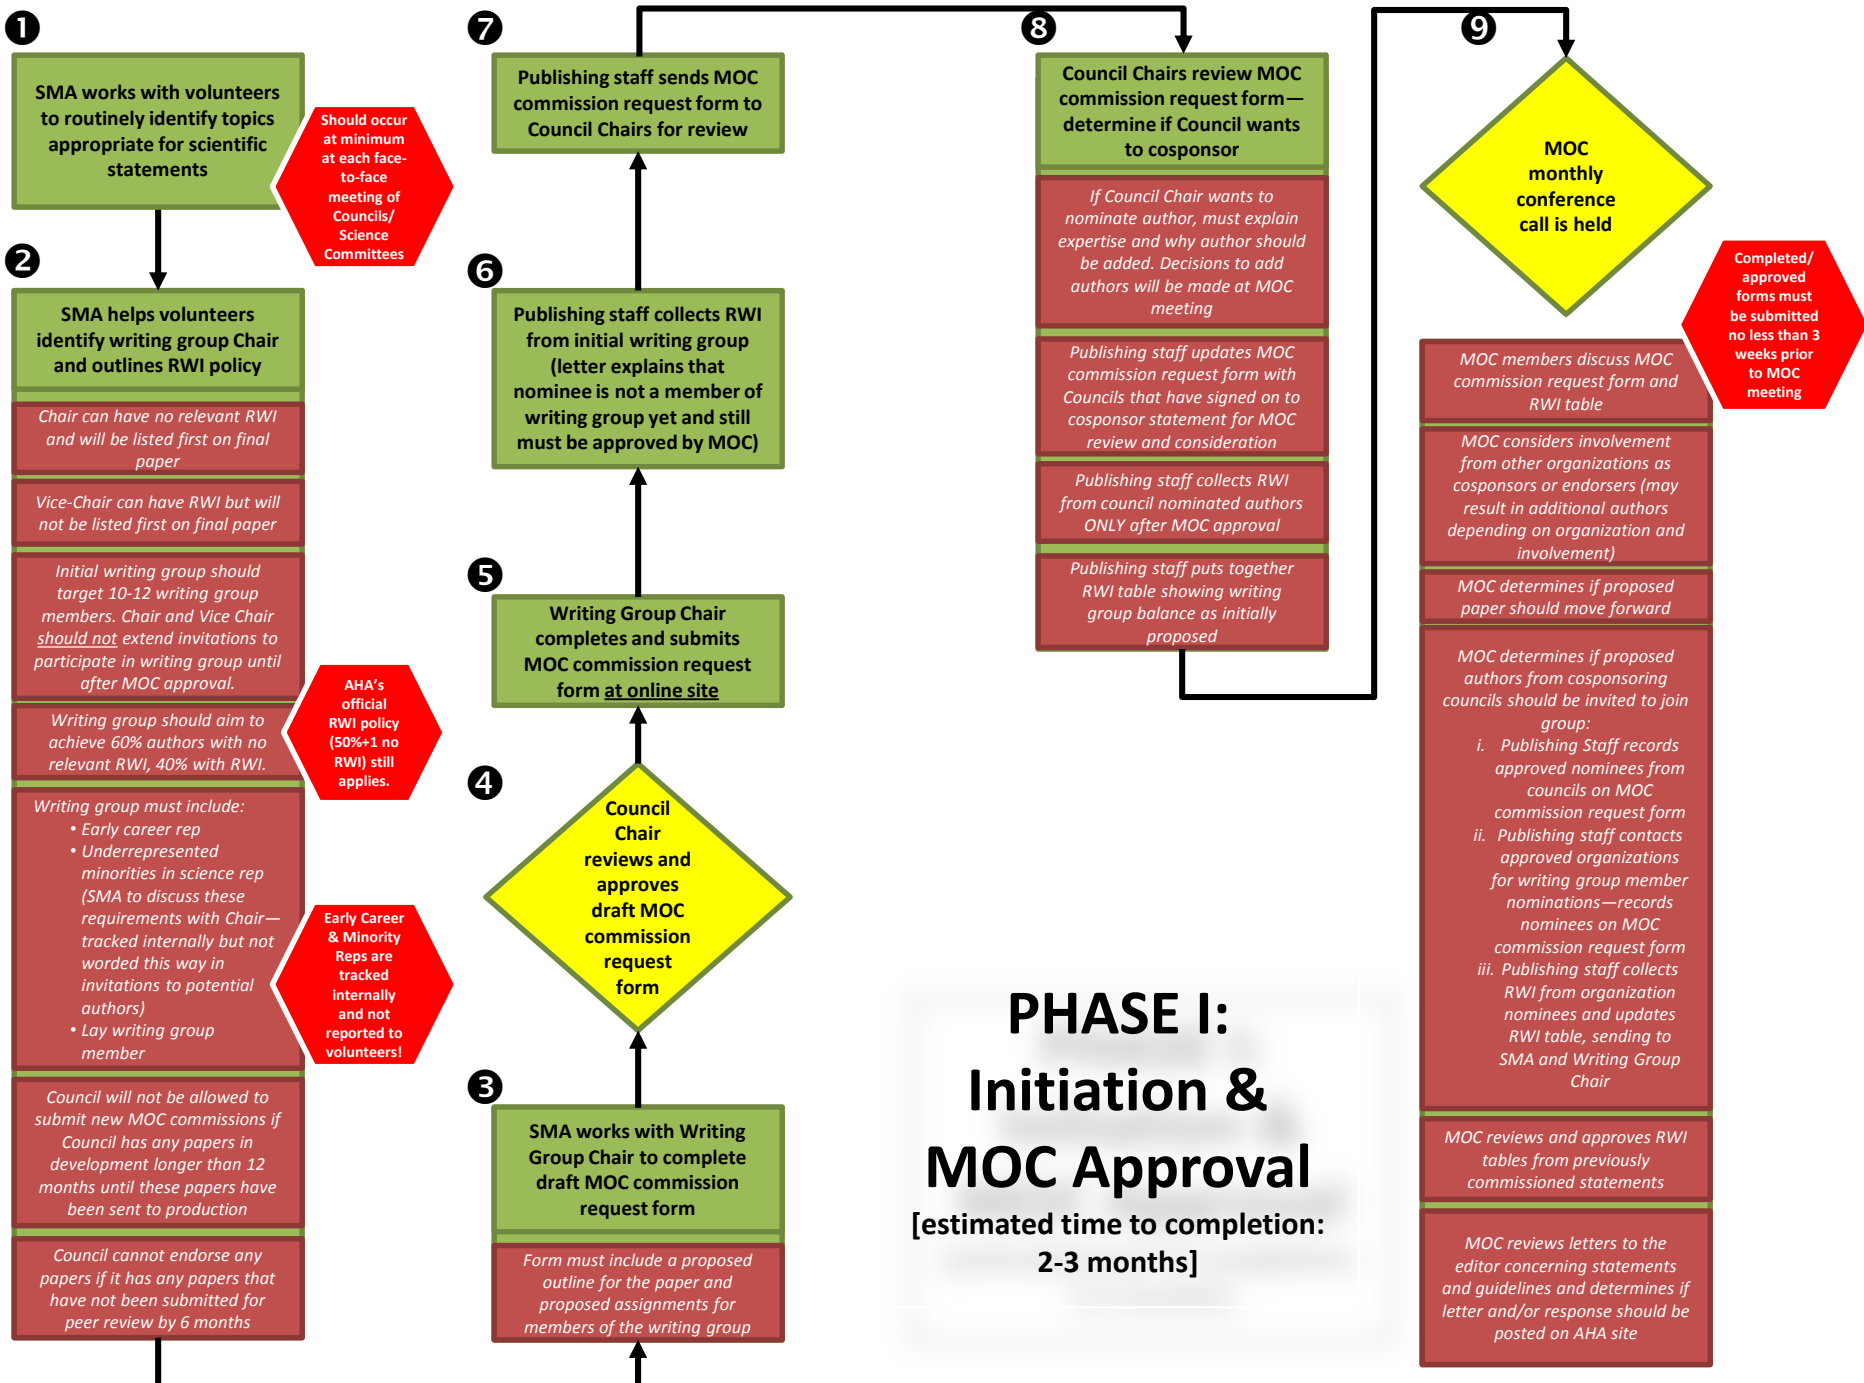 ❶
SMA works with volunteers
to routinely identify topics
appropriate for scientific
statements
Should occur
at minimum
at each face-
to-face
meeting of
Councils/
Science
Committees
❷
SMA helps volunteers
identify writing group Chair
and outlines RWI policy
Chair can have no relevant RWI
and will be listed first on final
paper
Vice-Chair can have RWI but will
not be listed first on final paper
Initial writing group should
target 10-12 writing group
members. Chair and Vice Chair
should not extend invitations to
participate in writing group until
after MOC approval.
Writing group should aim to
achieve 60% authors with no
relevant RWI, 40% with RWI.
AHA's
official
RWI policy
(50%+1 no
RWI) still
applies.
Writing group must include:
• Early career rep
• Underrepresented
minorities in science rep
(SMA to discuss these
requirements with Chair—
tracked internally but not
worded this way in
invitations to potential
authors)
• Lay writing group
member
Early Career
& Minority
Reps are
tracked
internally
and not
reported to
volunteers!
Council will not be allowed to
submit new MOC commissions if
Council has any papers in
development longer than 12
months until these papers have
been sent to production
Council cannot endorse any
papers if it has any papers that
have not been submitted for
peer review by 6 months
❸
SMA works with Writing
Group Chair to complete
draft MOC commission
request form
Form must include a proposed
outline for the paper and
proposed assignments for
members of the writing group
❹
Council
Chair
reviews and
approves
draft MOC
commission
request
form
❺
Writing Group Chair
completes and submits
MOC commission request
form at online site
❻
Publishing staff collects RWI
from initial writing group
(letter explains that
nominee is not a member of
writing group yet and still
must be approved by MOC)
❼
Publishing staff sends MOC
commission request form to
Council Chairs for review
❽
Council Chairs review MOC
commission request form—
determine if Council wants
to cosponsor
If Council Chair wants to
nominate author, must explain
expertise and why author should
be added. Decisions to add
authors will be made at MOC
meeting
Publishing staff updates MOC
commission request form with
Councils that have signed on to
cosponsor statement for MOC
review and consideration
Publishing staff collects RWI
from council nominated authors
ONLY after MOC approval
Publishing staff puts together
RWI table showing writing
group balance as initially
proposed
❾
MOC
monthly
conference
call is held
Completed/
approved
forms must
be submitted
no less than 3
weeks prior
to MOC
meeting
MOC members discuss MOC
commission request form and
RWI table
MOC considers involvement
from other organizations as
cosponsors or endorsers (may
result in additional authors
depending on organization and
involvement)
MOC determines if proposed
paper should move forward
MOC determines if proposed
authors from cosponsoring
councils should be invited to join
group:
i. Publishing Staff records
approved nominees from
councils on MOC
commission request form
ii. Publishing staff contacts
approved organizations
for writing group member
nominations—records
nominees on MOC
commission request form
iii. Publishing staff collects
RWI from organization
nominees and updates
RWI table, sending to
SMA and Writing Group
Chair
MOC reviews and approves RWI
tables from previously
commissioned statements
MOC reviews letters to the
editor concerning statements
and guidelines and determines if
letter and/or response should be
posted on AHA site
PHASE I:
Initiation &
MOC Approval
[estimated time to completion:
2-3 months]